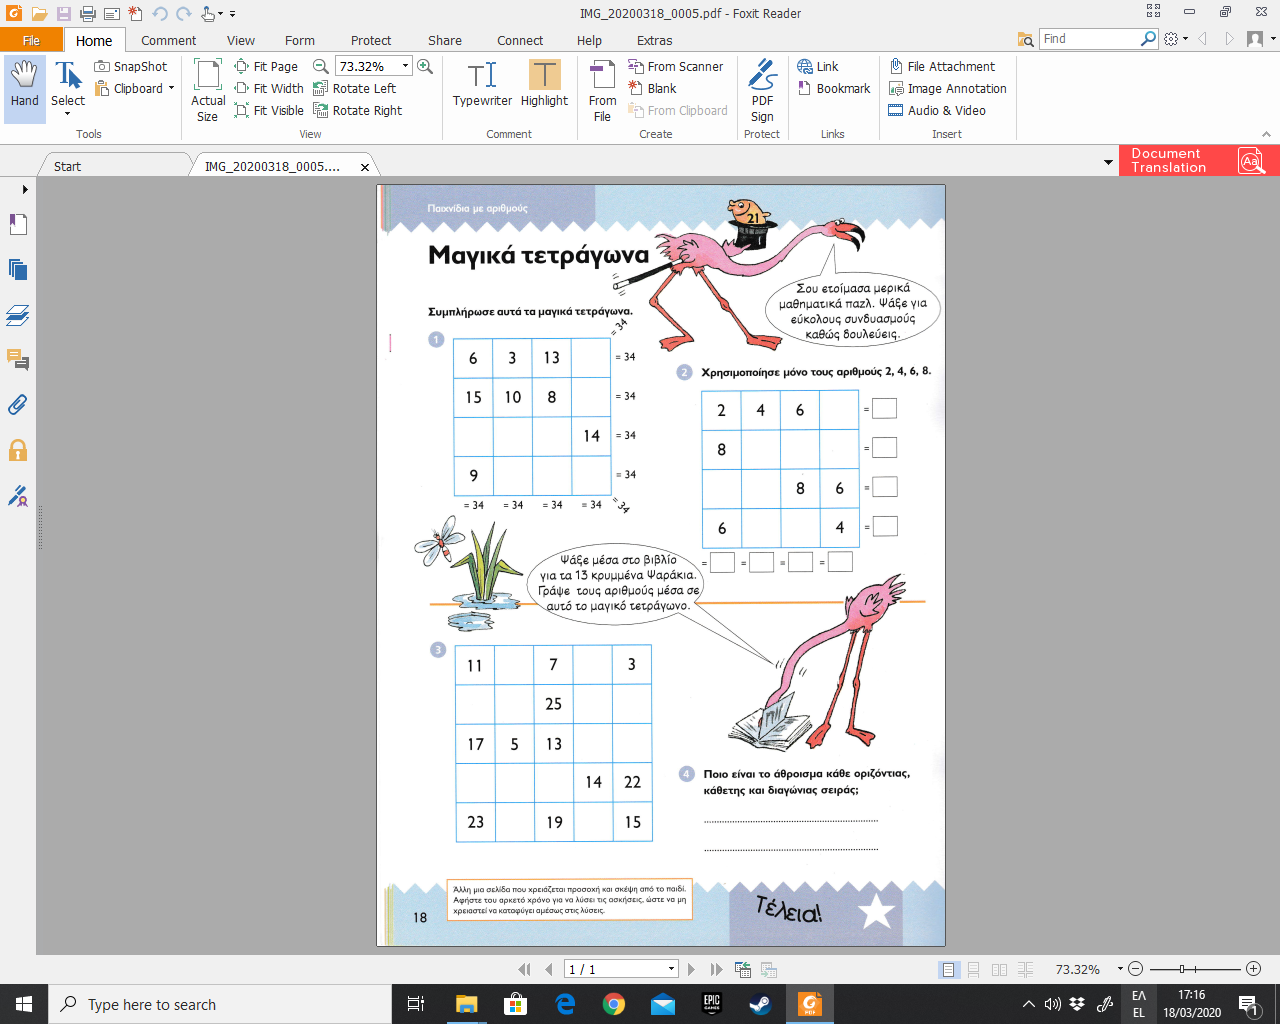 IMG_20200318_0005.pdf - Foxit Reader
File Home Comment View Form Protect Share Connect Help Extras
Find
Hand
Select
SnapShot
Clipboard
Tools
Actual Size
Fit Page
Fit Width
Fit Visible
73.32%
Rotate Left
Rotate Right
View
Typewriter
Highlight
Comment
From File
From Scanner
Blank
From Clipboard
Create
PDF Sign
Protect
Link
Bookmark
Links
File Attachment
Image Annotation
Audio & Video
Insert
Start
IMG_20200318_0005....
Document
Translation
Παιχνίδια με αριθμούς
21
Μαγικά τετράγωνα
Σου ετοίμασα μερικά
μαθηματικά παζλ. Ψάξε για
εύκολους συνδυασμούς
καθώς δουλεύεις.
Συμπλήρωσε αυτά τα μαγικά τετράγωνα.
1
= 34
6 3 13 = 34
15 10 8 = 34
14 = 34
9 = 34
= 34 = 34 = 34 = 34 = 34
2 Χρησιμοποίησε μόνο τους αριθμούς 2, 4, 6, 8.
2 4 6 =
8 =
8 6 =
6 4 =
= = = =
Ψάξε μέσα στο βιβλίο
για τα 13 κρυμμένα Ψαράκια.
Γράψε τους αριθμούς μέσα σε
αυτό το μαγικό τετράγωνο.
3
11 7 3
25
17 5 13
14 22
23 19 15
4 Ποιο είναι το άθροισμα κάθε οριζόντιας,
κάθετης και διαγώνιας σειράς;
Άλλη μια σελίδα που χρειάζεται προσοχή και σκέψη από το παιδί.
Αφήστε του αρκετό χρόνο για να λύσει τις ασκήσεις, ώστε να μη
χρειαστεί να καταφύγει αμέσως στις λύσεις.
18
Τέλεια!
1 / 1
73.32%
Type here to search
EPIC GAMES
PDF
ΕΛ
EL
17:16
18/03/2020
1